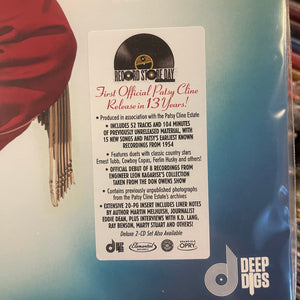 RECORD STORE DAY
First Official Patsy Cline
Release in 13 Years!
• Produced in association with the Patsy Cline Estate
• INCLUDES 52 TRACKS AND 104 MINUTES
OF PREVIOUSLY UNRELEASED MATERIAL, WITH
15 NEW SONGS AND PATSY'S EARLIEST KNOWN
RECORDINGS FROM 1954
• Features duets with classic country stars
Ernest Tubb, Cowboy Copas, Ferlin Husky and others!
• OFFICIAL DEBUT OF 8 RECORDINGS FROM
ENGINEER LEON KAGARISE'S COLLECTION
TAKEN FROM THE DON OWENS SHOW
• Contains previously unpublished photographs
from the Patsy Cline Estate's archives
• EXTENSIVE 20-PG INSERT INCLUDES LINER NOTES
BY AUTHOR MARTIN MELHUISH, JOURNALIST
EDDIE DEAN, PLUS INTERVIEWS WITH K.D. LANG,
RAY BENSON, MARTY STUART AND OTHERS!
Deluxe 2-CD Set Also Available
Elemental
OPRY
DEEP
DIGS